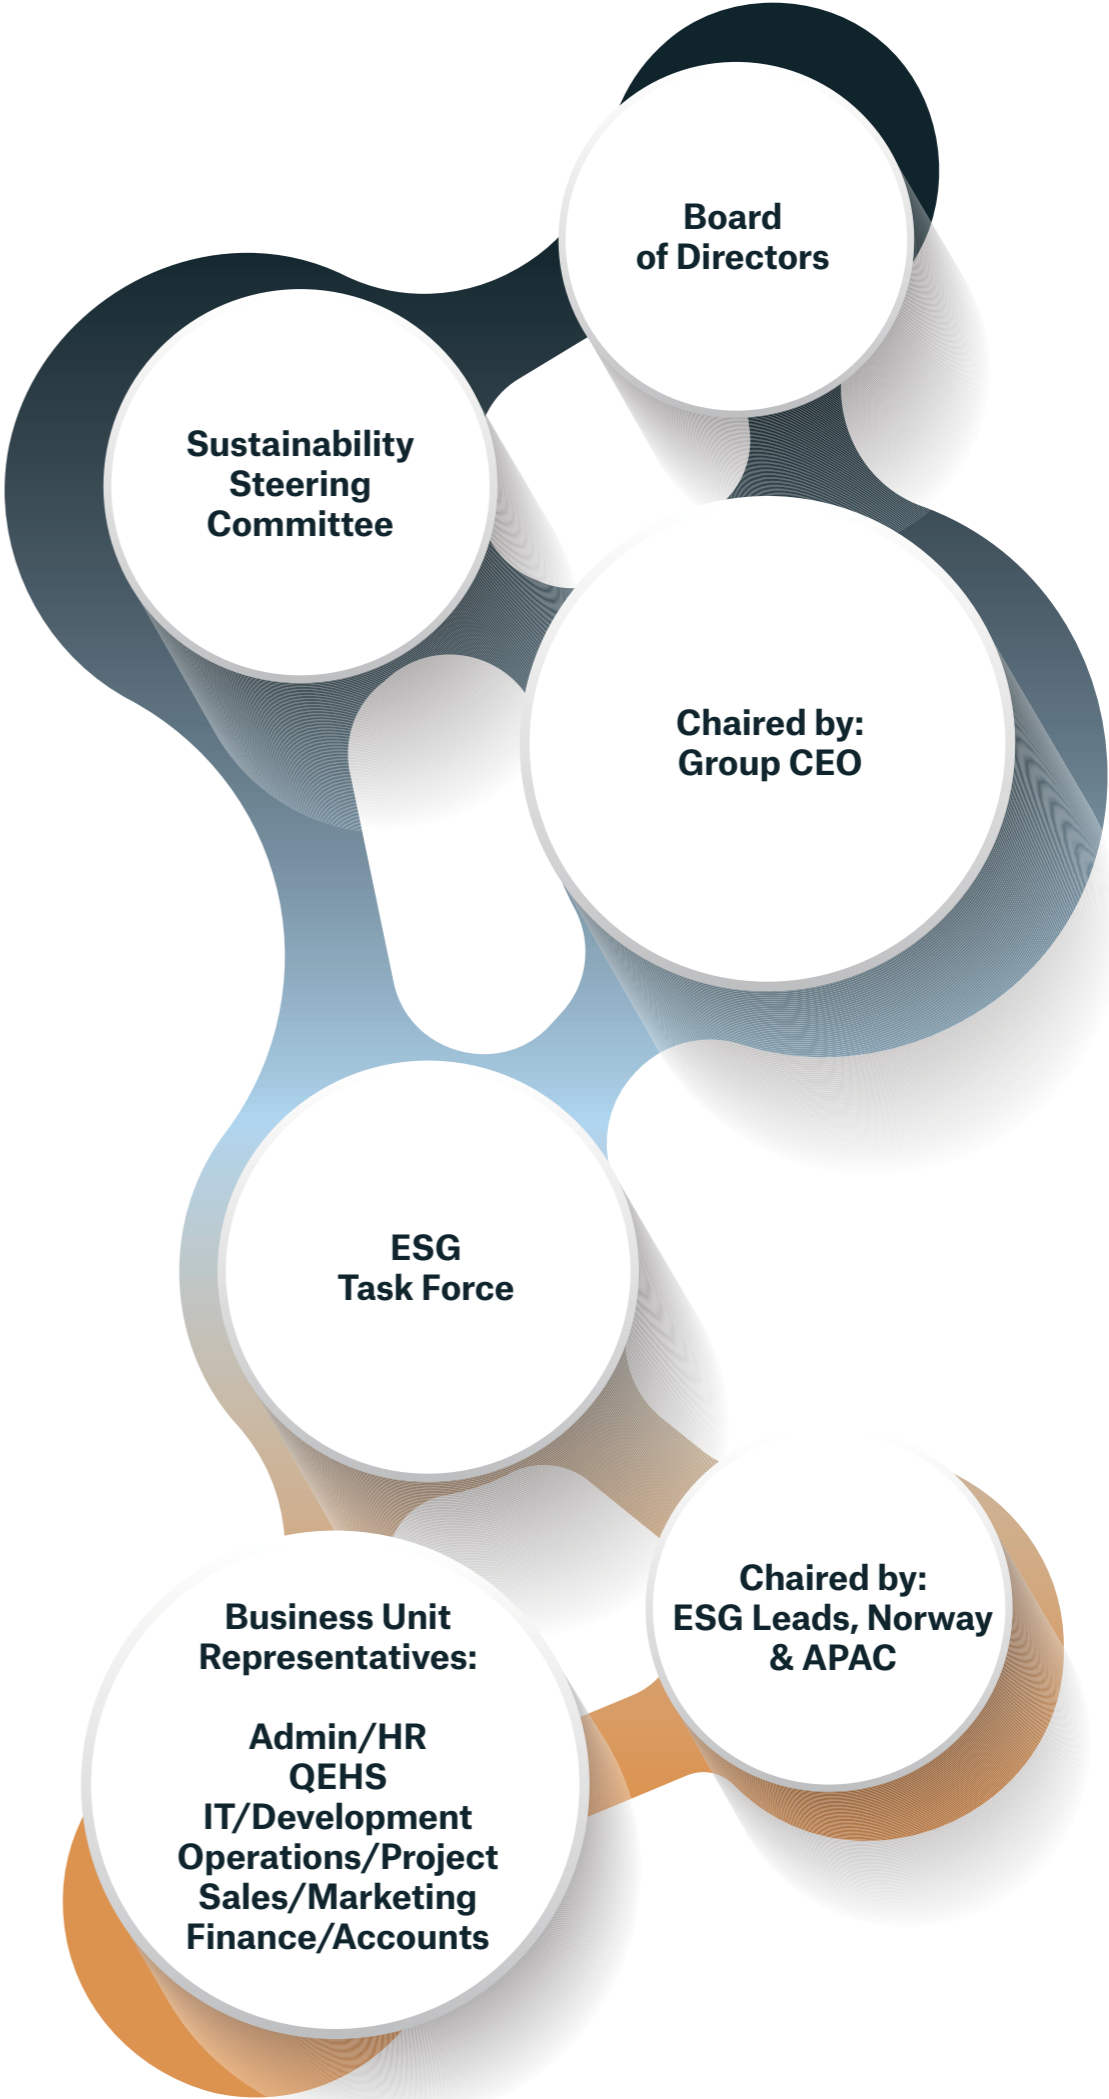 Board
of Directors
Sustainability
Steering
Committee
Chaired by:
Group CEO
ESG
Task Force
Chaired by:
ESG Leads, Norway
& APAC
Business Unit
Representatives:
Admin/HR
QEHS
IT/Development
Operations/Project
Sales/Marketing
Finance/Accounts